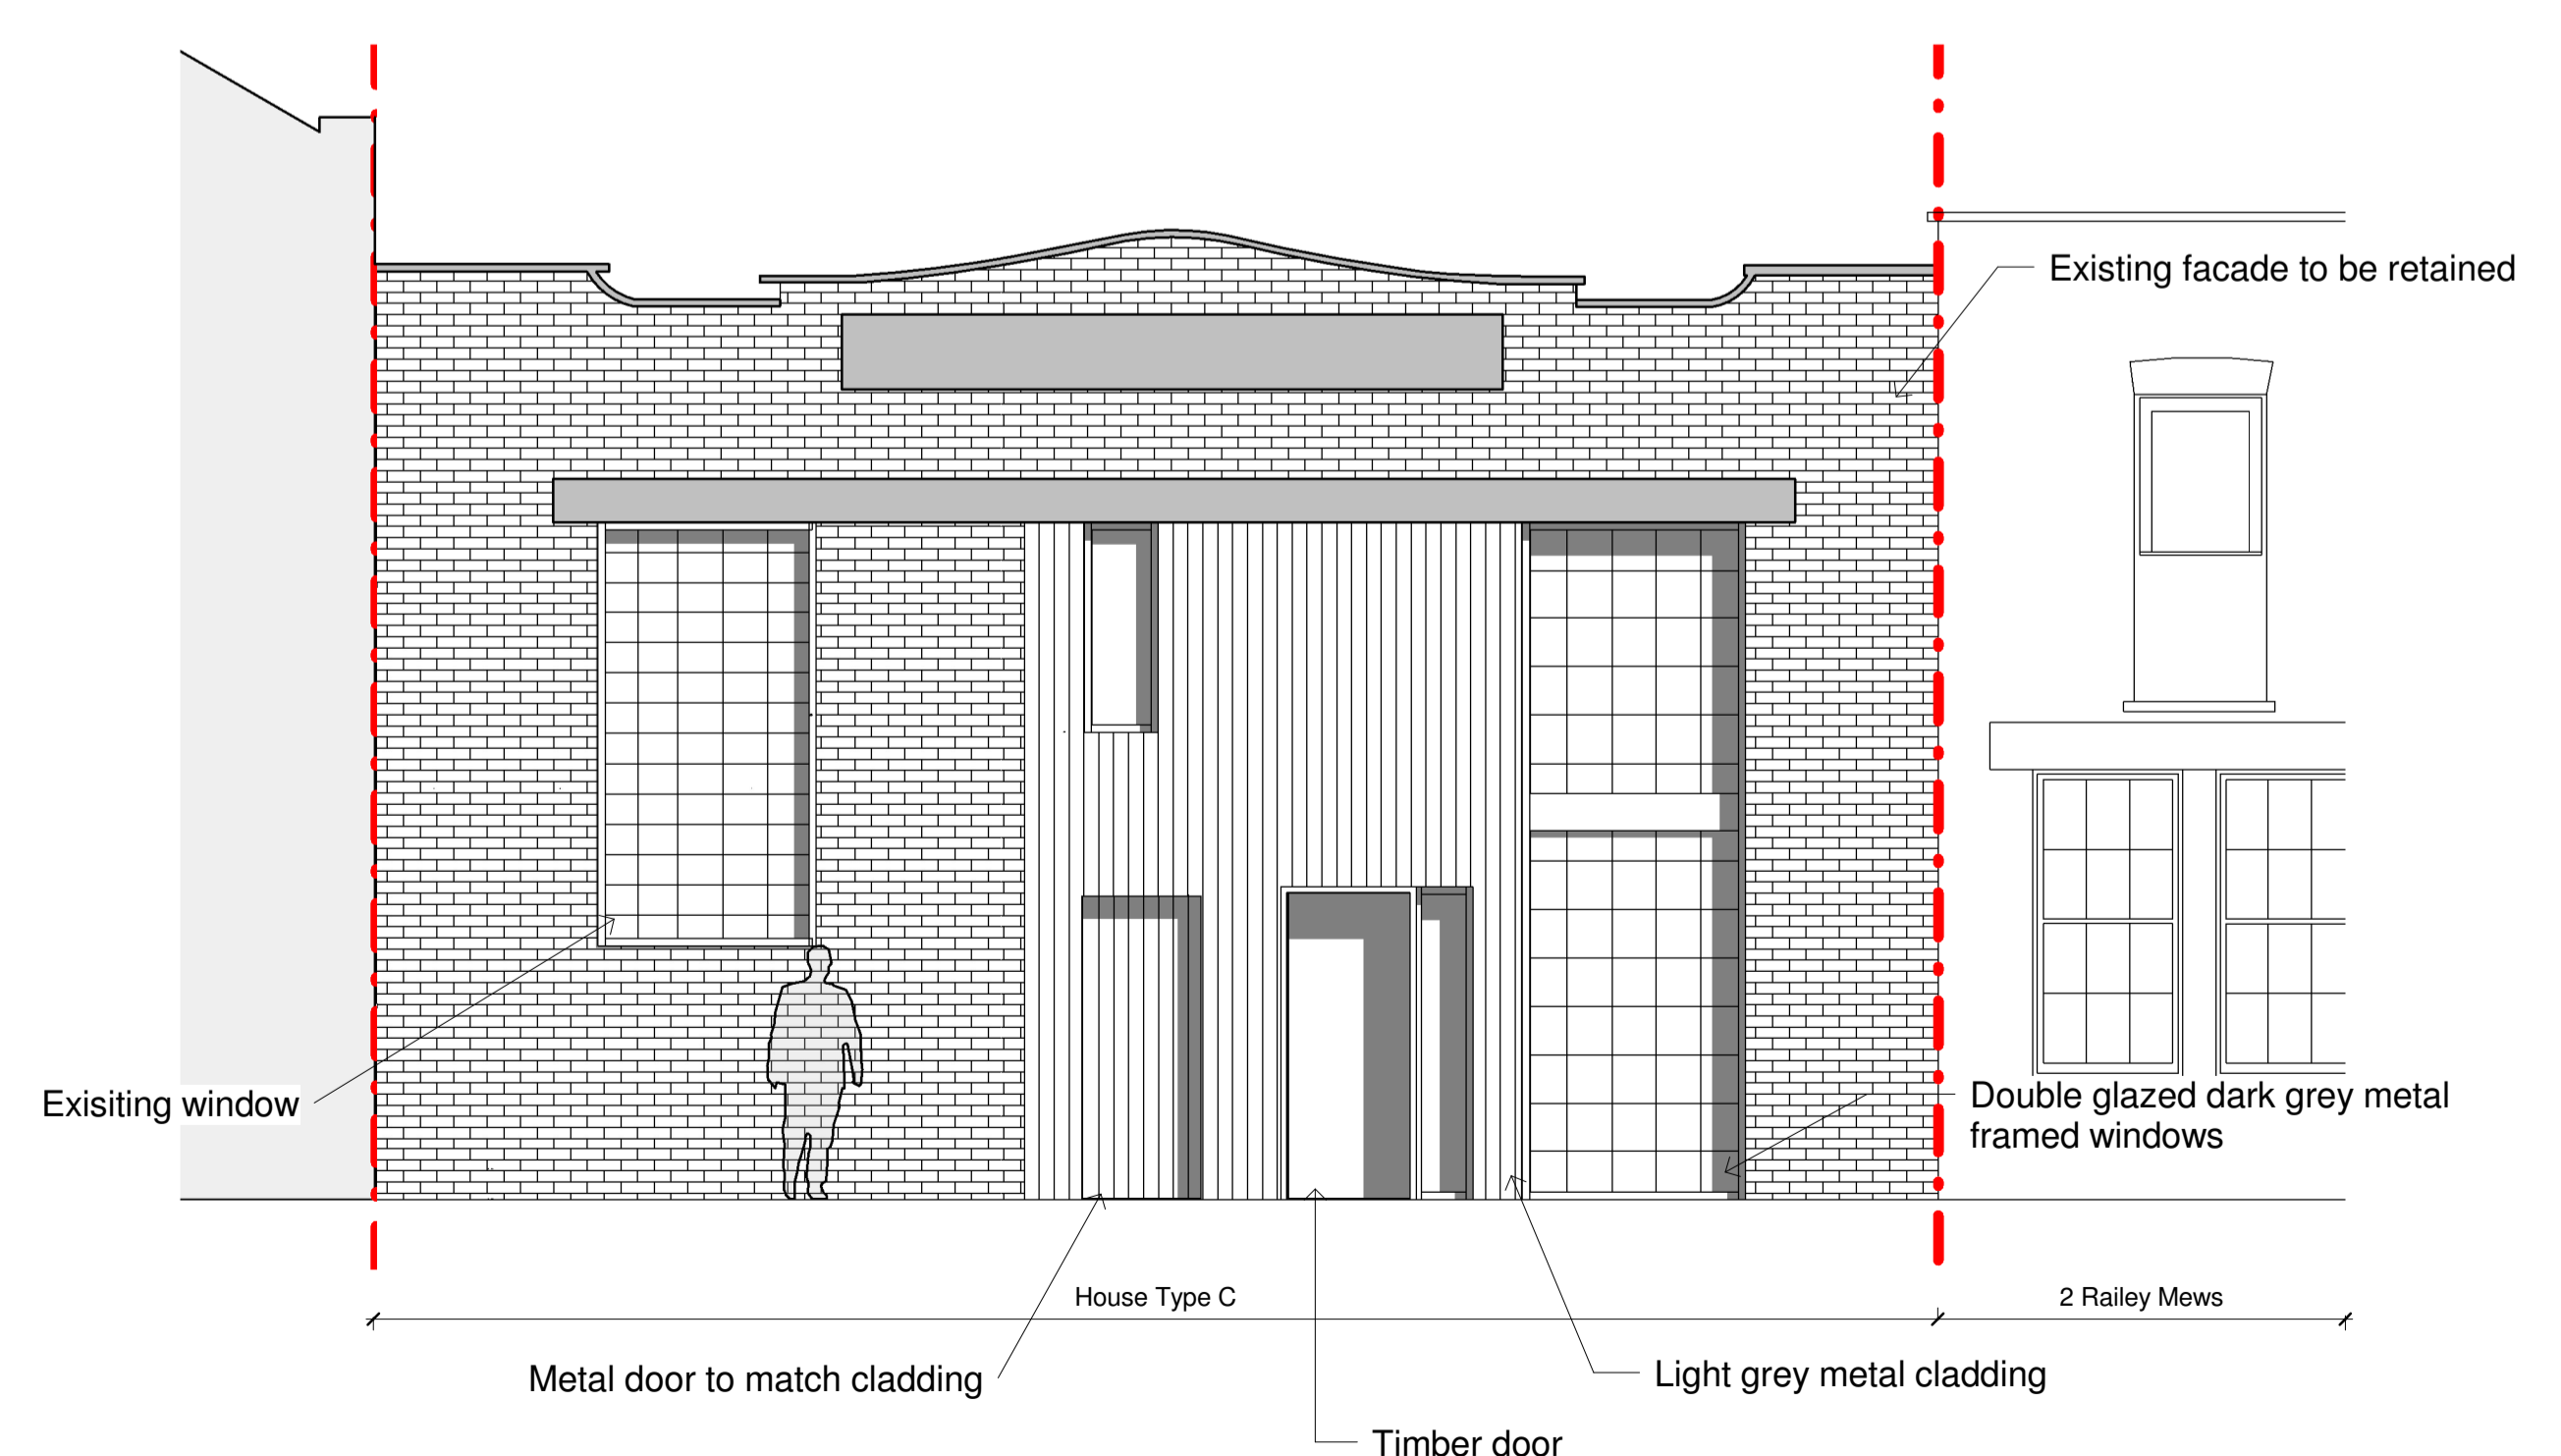 Existing facade to be retained
Exisiting window
Double glazed dark grey metal
framed windows
House Type C
2 Railey Mews
Metal door to match cladding
Light grey metal cladding
Timber door